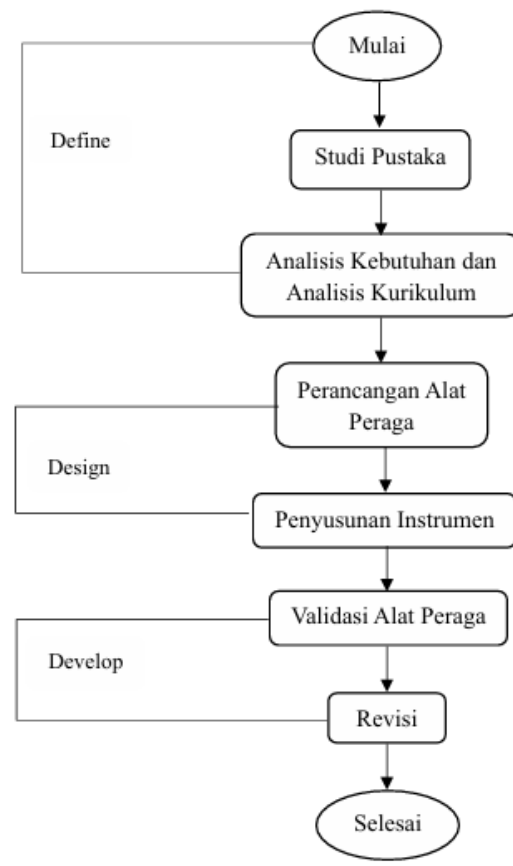 Mulai
Define
Studi Pustaka
Analisis Kebutuhan dan
Analisis Kurikulum
Perancangan Alat
Peraga
Design
Penyusunan Instrumen
Validasi Alat Peraga
Develop
Revisi
Selesai